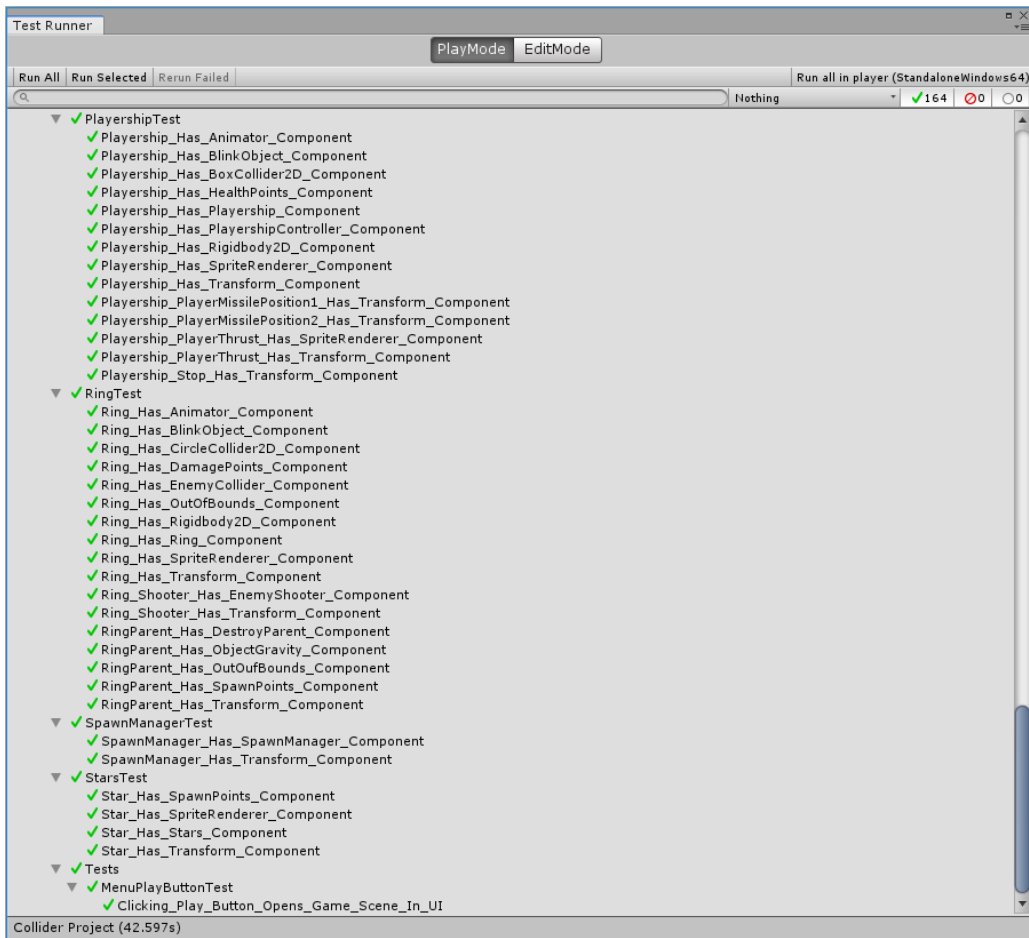 Test Runner
PlayMode EditMode
Run All Run Selected Rerun Failed Run all in player (StandaloneWindows64)
Nothing 164 0 0
PlayershipTest
Playership_Has_Animator_Component
Playership_Has_BlinkObject_Component
Playership_Has_BoxCollider2D_Component
Playership_Has_HealthPoints_Component
Playership_Has_Playership_Component
Playership_Has_PlayershipController_Component
Playership_Has_Rigidbody2D_Component
Playership_Has_SpriteRenderer_Component
Playership_Has_Transform_Component
Playership_PlayerMissilePosition1_Has_Transform_Component
Playership_PlayerMissilePosition2_Has_Transform_Component
Playership_PlayerThrust_Has_SpriteRenderer_Component
Playership_PlayerThrust_Has_Transform_Component
Playership_Stop_Has_Transform_Component
RingTest
Ring_Has_Animator_Component
Ring_Has_BlinkObject_Component
Ring_Has_CircleCollider2D_Component
Ring_Has_DamagePoints_Component
Ring_Has_EnemyCollider_Component
Ring_Has_OutOfBounds_Component
Ring_Has_Rigidbody2D_Component
Ring_Has_Ring_Component
Ring_Has_SpriteRenderer_Component
Ring_Has_Transform_Component
Ring_Shooter_Has_EnemyShooter_Component
Ring_Shooter_Has_Transform_Component
RingParent_Has_DestroyParent_Component
RingParent_Has_ObjectGravity_Component
RingParent_Has_OutOufBounds_Component
RingParent_Has_SpawnPoints_Component
RingParent_Has_Transform_Component
SpawnManagerTest
SpawnManager_Has_SpawnManager_Component
SpawnManager_Has_Transform_Component
StarsTest
Star_Has_SpawnPoints_Component
Star_Has_SpriteRenderer_Component
Star_Has_Stars_Component
Star_Has_Transform_Component
Tests
MenuPlayButtonTest
Clicking_Play_Button_Opens_Game_Scene_In_UI
Collider Project (42.597s)